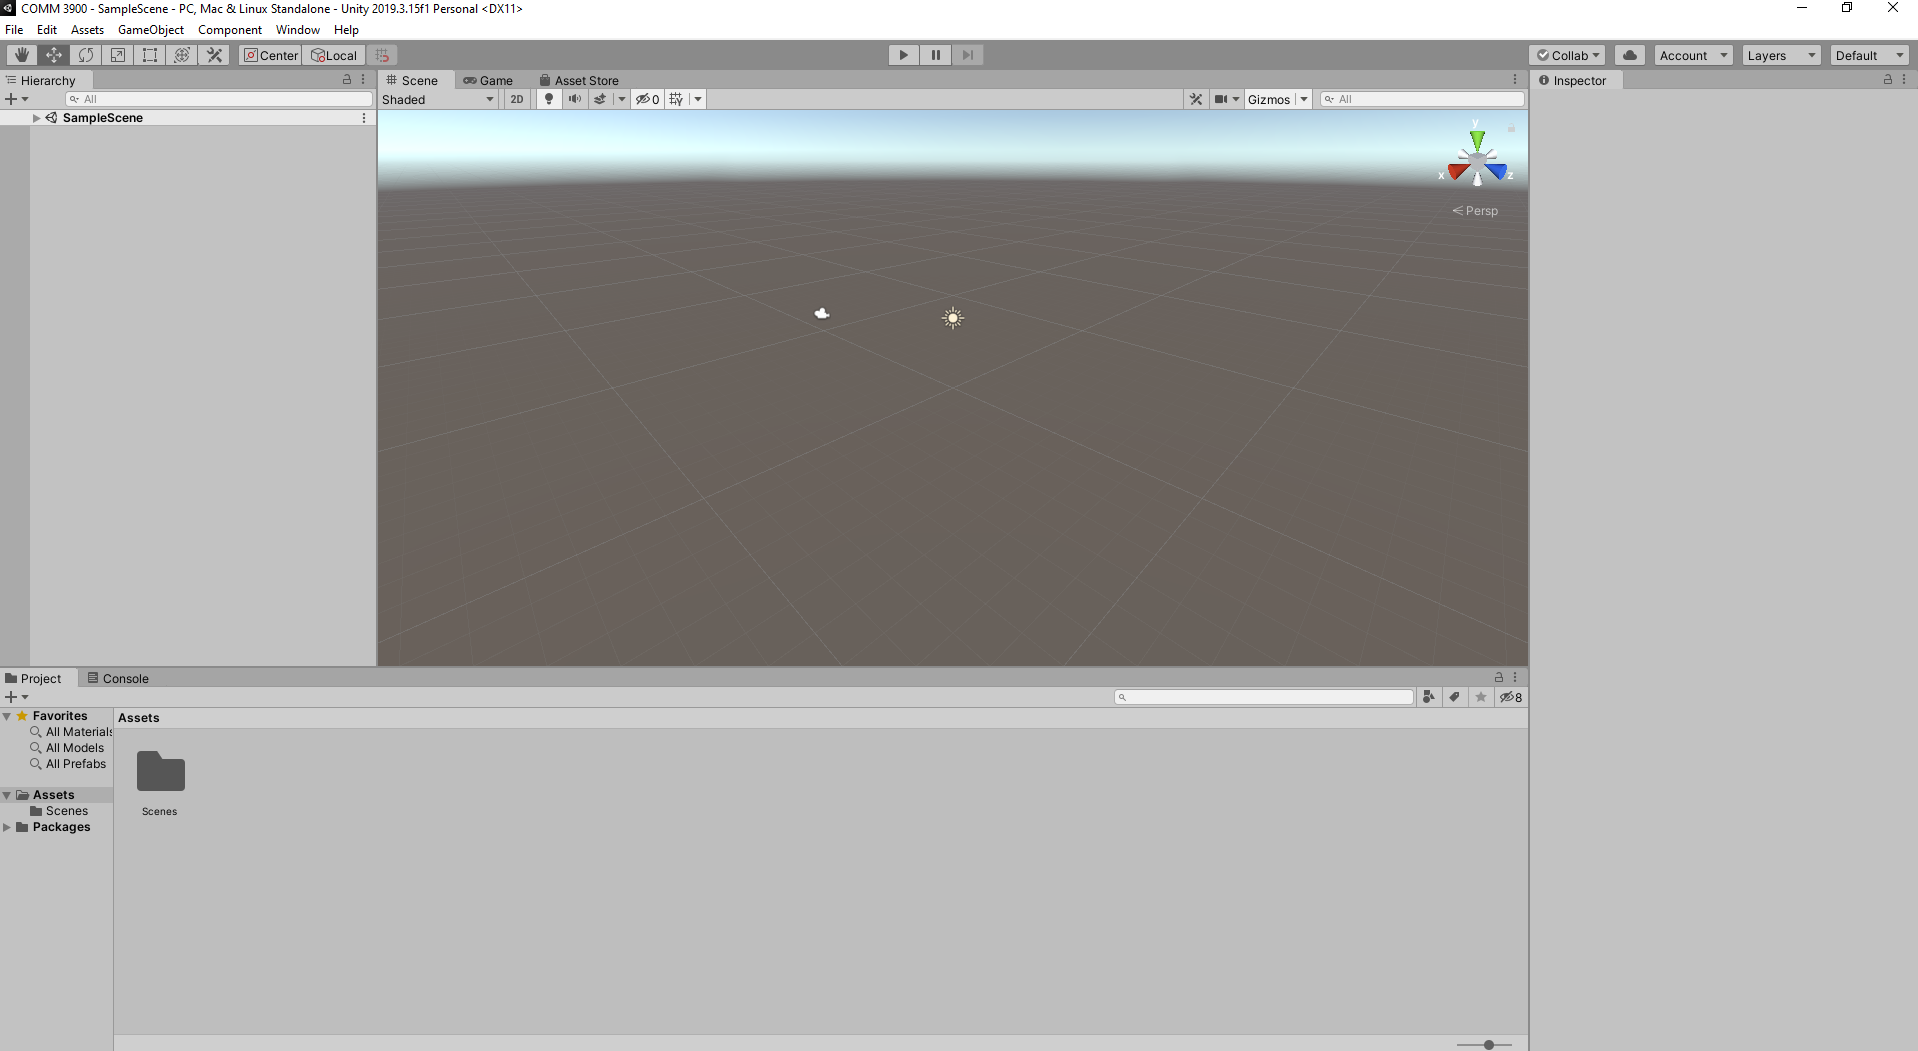 COMM 3900 - SampleScene - PC, Mac & Linux Standalone - Unity 2019.3.15f1 Personal <DX11>
File Edit Assets GameObject Component Window Help
Center Local Collab Account Layers Default
Hierarchy
All
SampleScene
Scene Game Asset Store
Shaded 2D 0 Gizmos All
y
x z
Persp
Inspector
Project Console
8
Favorites
All Materials
All Models
All Prefabs
Assets
Scenes
Packages
Assets
Scenes